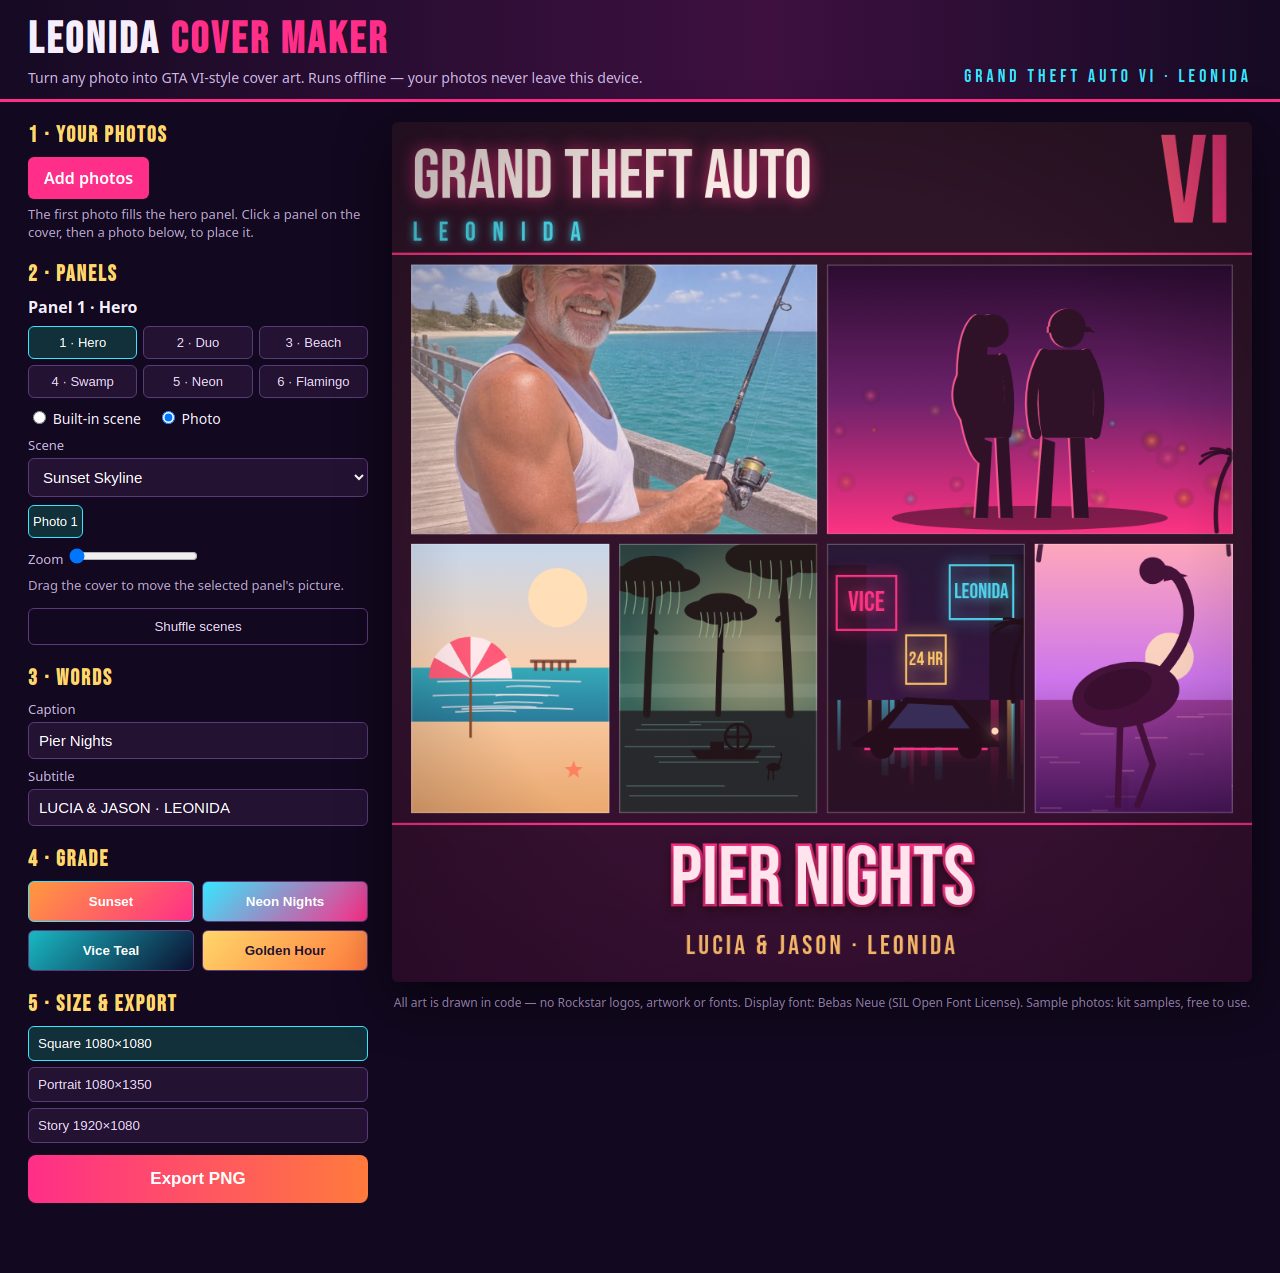 LEONIDA COVER MAKER
Turn any photo into GTA VI-style cover art. Runs offline — your photos never leave this device.
GRAND THEFT AUTO VI · LEONIDA
1 · YOUR PHOTOS
Add photos
The first photo fills the hero panel. Click a panel on the
cover, then a photo below, to place it.
2 · PANELS
Panel 1 · Hero
1 · Hero
2 · Duo
3 · Beach
4 · Swamp
5 · Neon
6 · Flamingo
Built-in scene
Photo
Scene
Sunset Skyline
Photo 1
Zoom
Drag the cover to move the selected panel's picture.
Shuffle scenes
3 · WORDS
Caption
Pier Nights
Subtitle
LUCIA & JASON · LEONIDA
4 · GRADE
Sunset
Neon Nights
Vice Teal
Golden Hour
5 · SIZE & EXPORT
Square 1080×1080
Portrait 1080×1350
Story 1920×1080
Export PNG
GRAND THEFT AUTO
VI
LEONIDA
VICE
LEONIDA
24 HR
PIER NIGHTS
LUCIA & JASON · LEONIDA
All art is drawn in code — no Rockstar logos, artwork or fonts. Display font: Bebas Neue (SIL Open Font License). Sample photos: kit samples, free to use.